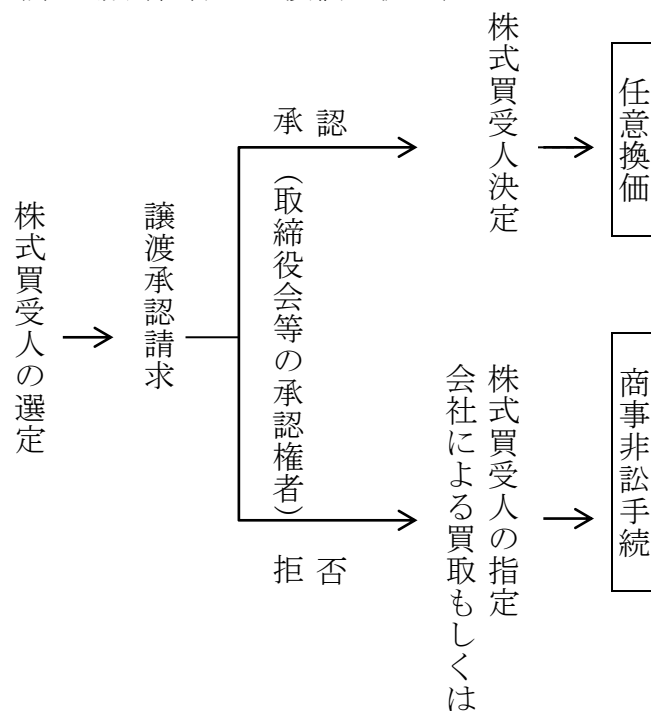 株式買受人の選定
譲渡承認請求
承認
(取締役会等の承認権者)
拒否
株式買受人決定
任意換価
株式買受人の指定
会社による買取もしくは
商事非訟手続